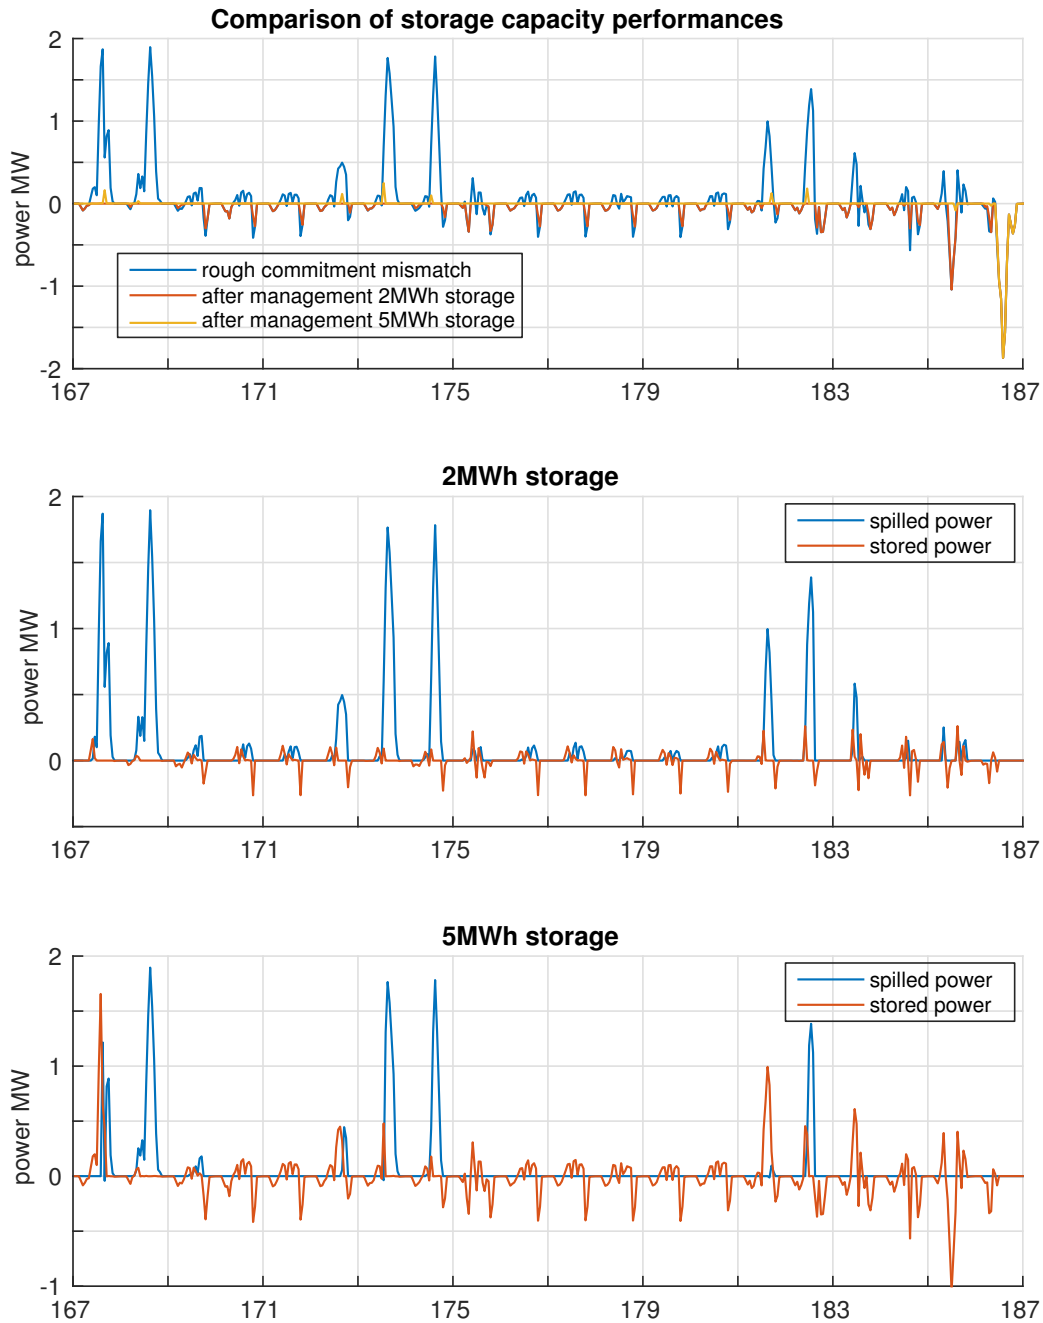 Comparison of storage capacity performances
2
1
0
-1
-2
power MW
rough commitment mismatch
after management 2MWh storage
after management 5MWh storage
167 171 175 179 183 187
2MWh storage
2
1
0
power MW
spilled power
stored power
167 171 175 179 183 187
5MWh storage
2
1
0
-1
power MW
spilled power
stored power
167 171 175 179 183 187